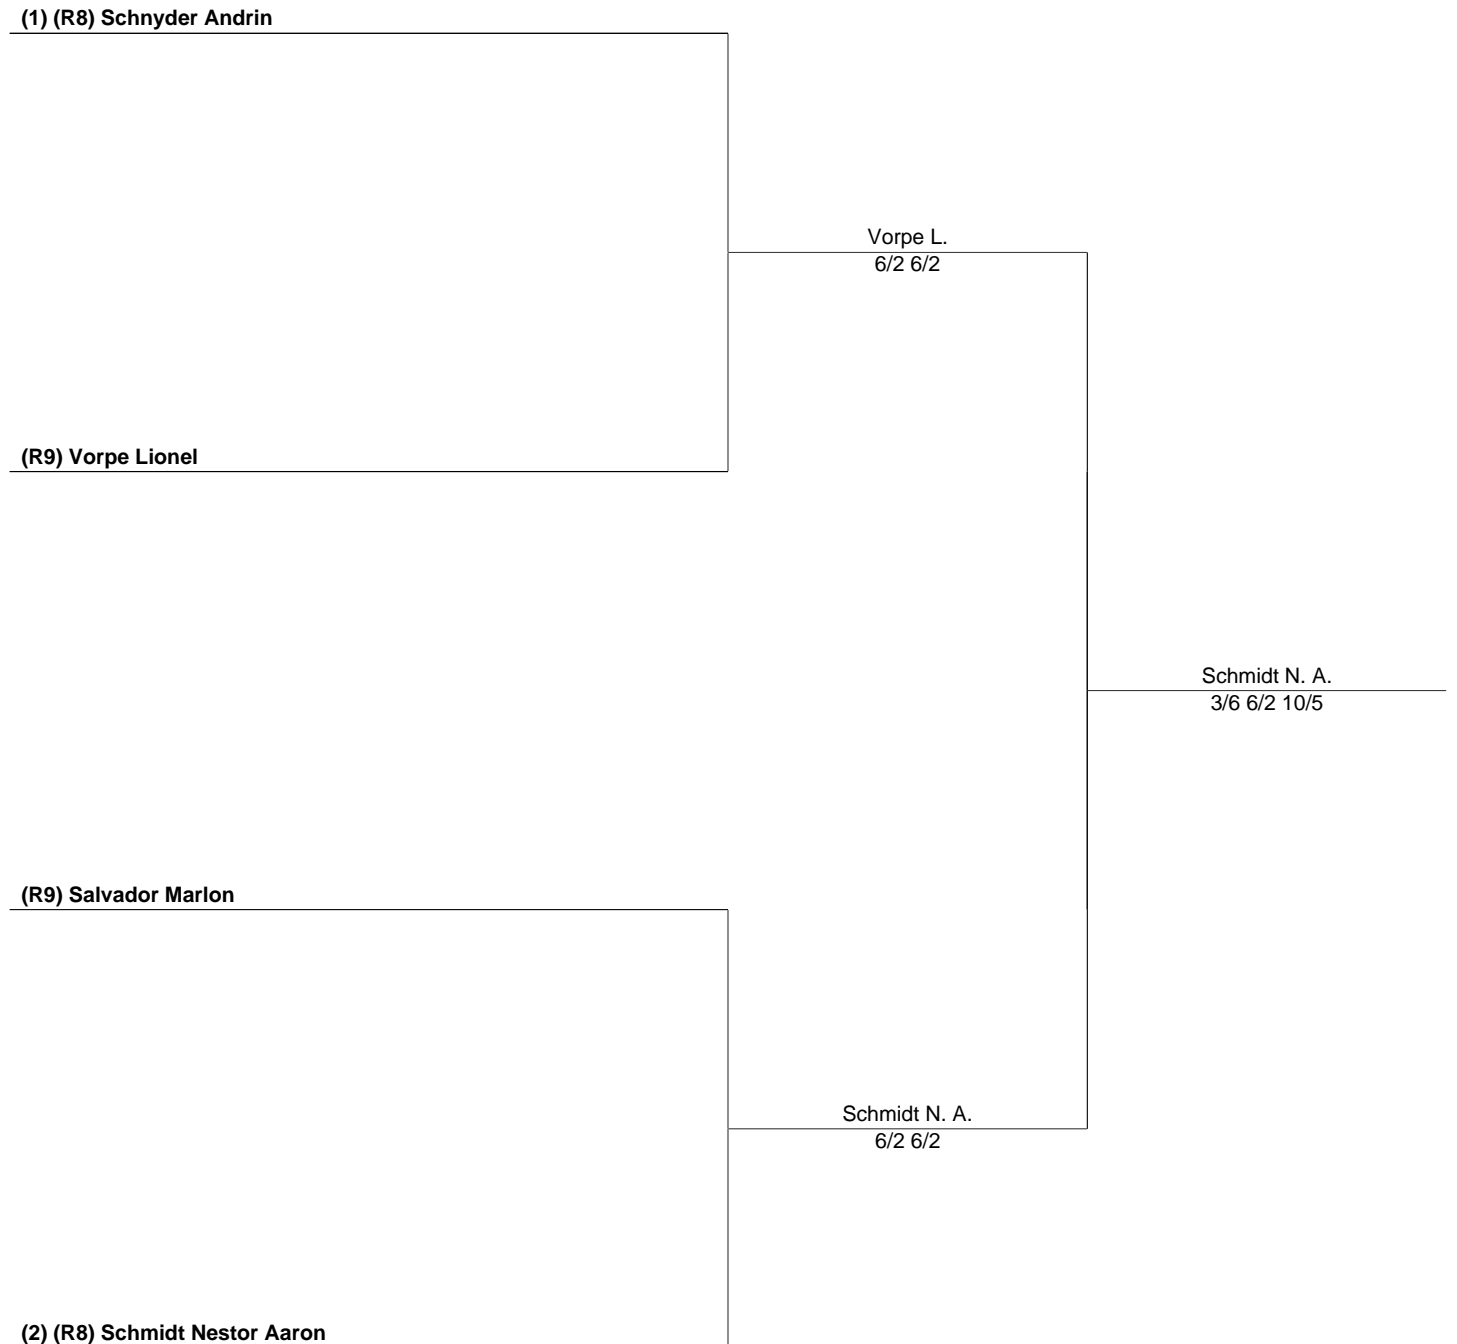 (1) (R8) Schnyder Andrin
Vorpe L.
6/2 6/2
(R9) Vorpe Lionel
Schmidt N. A.
3/6 6/2 10/5
(R9) Salvador Marlon
Schmidt N. A.
6/2 6/2
(2) (R8) Schmidt Nestor Aaron